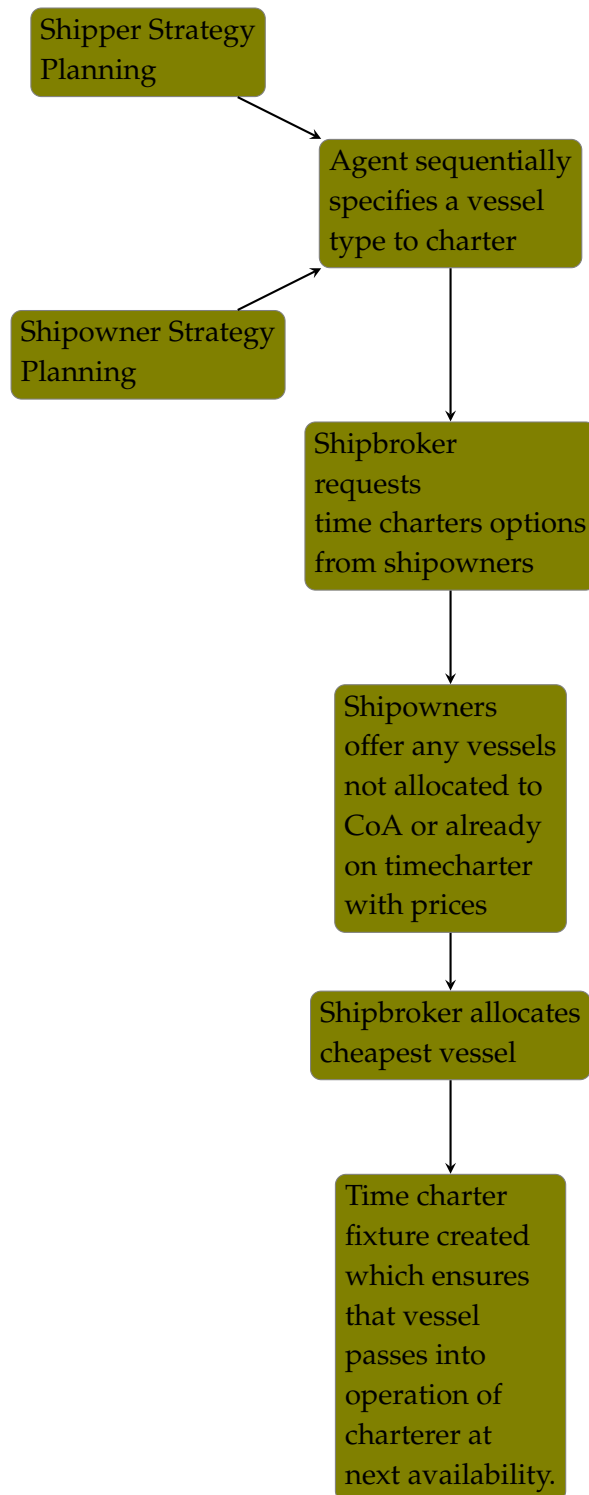 Shipper Strategy
Planning
Agent sequentially
specifies a vessel
type to charter
Shipowner Strategy
Planning
Shipbroker
requests
time charters options
from shipowners
Shipowners
offer any vessels
not allocated to
CoA or already
on timecharter
with prices
Shipbroker allocates
cheapest vessel
Time charter
fixture created
which ensures
that vessel
passes into
operation of
charterer at
next availability.